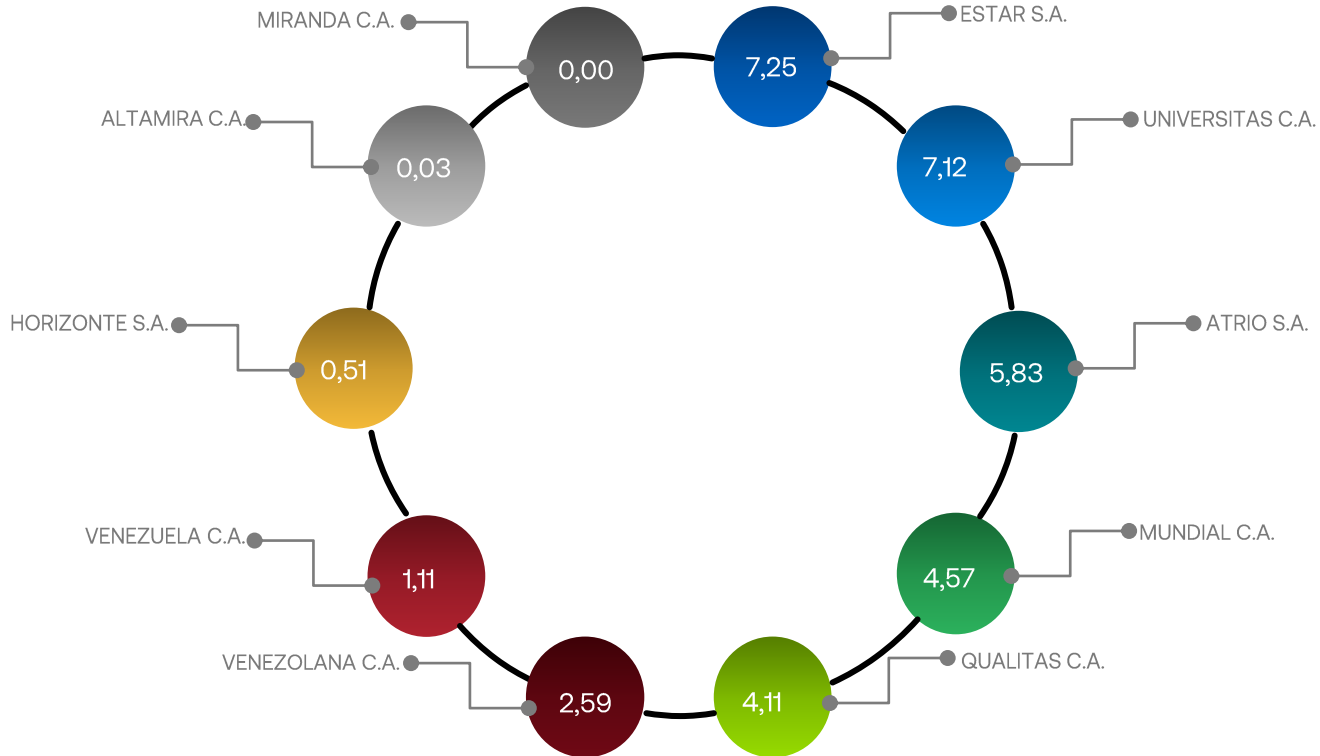 MIRANDA C.A.
0,00
ESTAR S.A.
7,25
ALTAMIRA C.A.
0,03
UNIVERSITAS C.A.
7,12
HORIZONTE S.A.
0,51
ATRIO S.A.
5,83
VENEZUELA C.A.
1,11
MUNDIAL C.A.
4,57
VENEZOLANA C.A.
2,59
QUALITAS C.A.
4,11